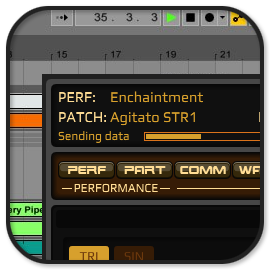 35. 3. 3
15 17 19 21
PERF: Enchaintment
PATCH: Agitato STR1
Sending data
PERF PART COMM
PERFORMANCE
ery Pipe
TRI SIN